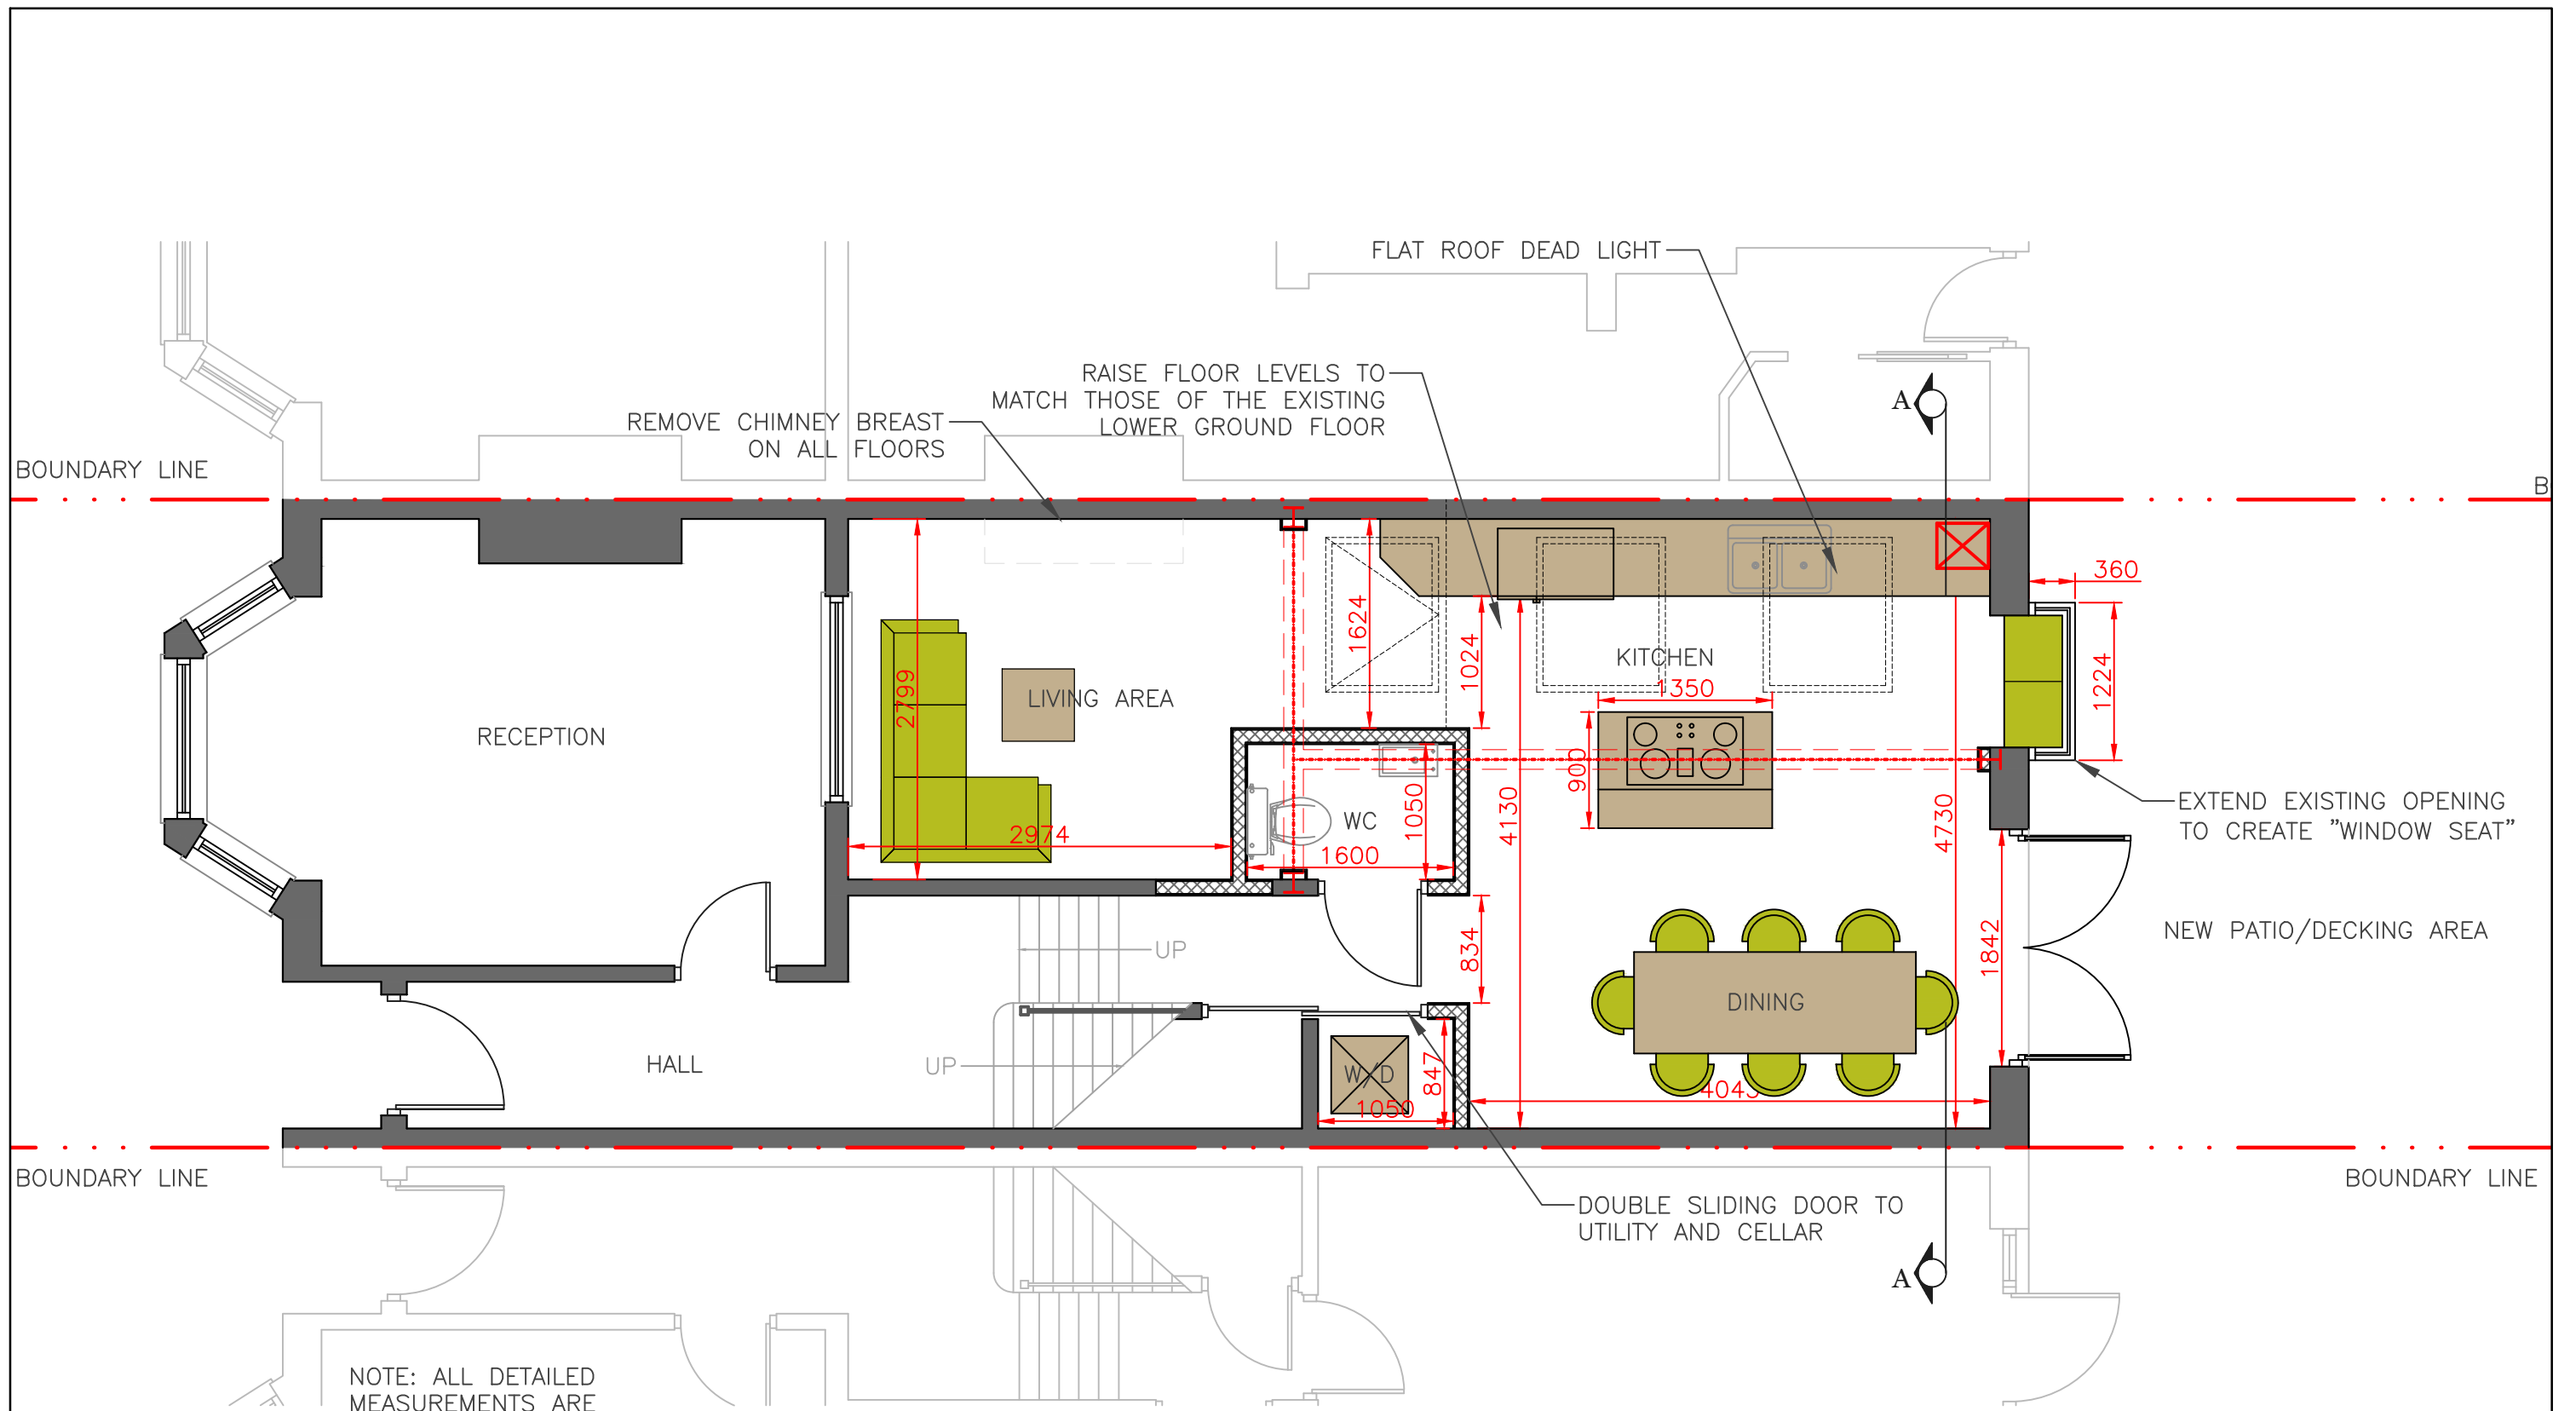 FLAT ROOF DEAD LIGHT
RAISE FLOOR LEVELS TO
MATCH THOSE OF THE EXISTING
LOWER GROUND FLOOR
REMOVE CHIMNEY BREAST
ON ALL FLOORS
A
BOUNDARY LINE
B
360
1624
1024
KITCHEN
1224
2799
LIVING AREA
1350
RECEPTION
900
EXTEND EXISTING OPENING
TO CREATE "WINDOW SEAT"
WC
1050
4130
4730
2974
1600
NEW PATIO/DECKING AREA
UP
834
1842
DINING
HALL
UP
W/D
847
4043
1050
BOUNDARY LINE
BOUNDARY LINE
DOUBLE SLIDING DOOR TO
UTILITY AND CELLAR
A
NOTE: ALL DETAILED
MEASUREMENTS ARE